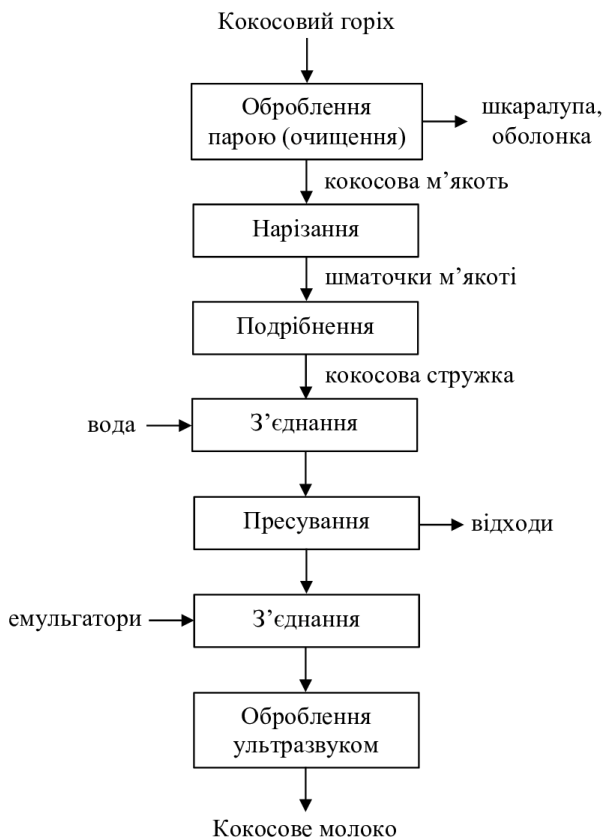 Кокосовий горіх
Оброблення
парою (очищення)
шкаралупа,
оболонка
кокосова м’якоть
Нарізання
шматочки м’якоті
Подрібнення
кокосова стружка
вода
З’єднання
Пресування
відходи
емульгатори
З’єднання
Оброблення
ультразвуком
Кокосове молоко